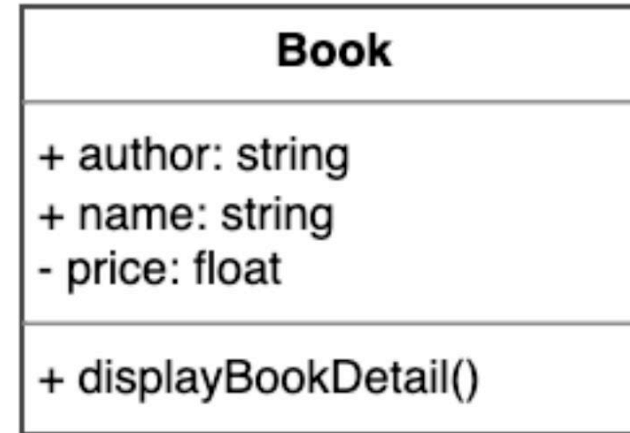 Book
+ author: string
+ name: string
- price: float
+ displayBookDetail()